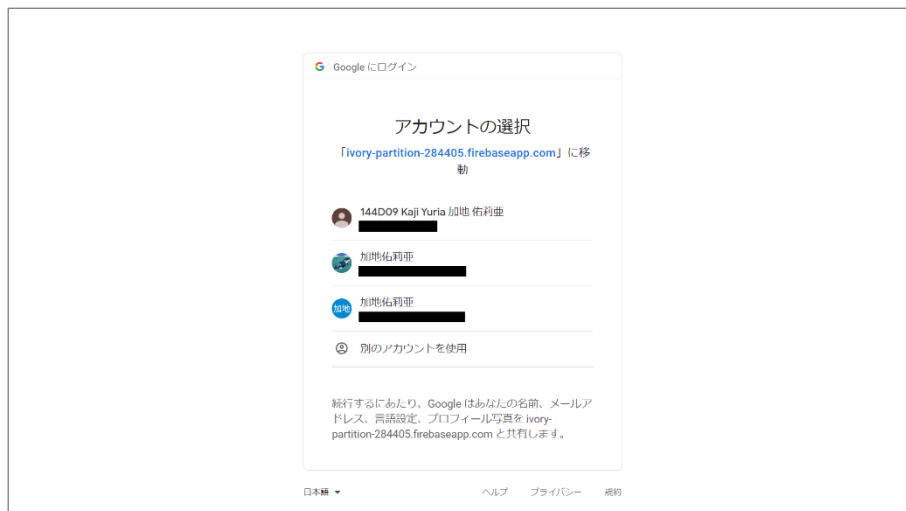 Google にログイン
アカウントの選択
「ivory-partition-284405.firebaseapp.com」に移
動
144D09 Kaji Yuria 加地 佑莉亜
加地佑莉亜
加地
加地佑莉亜
別のアカウントを使用
続行するにあたり、Google はあなたの名前、メールア
ドレス、言語設定、プロフィール写真を ivory-
partition-284405.firebaseapp.com と共有します。
日本語 ヘルプ プライバシー 規約